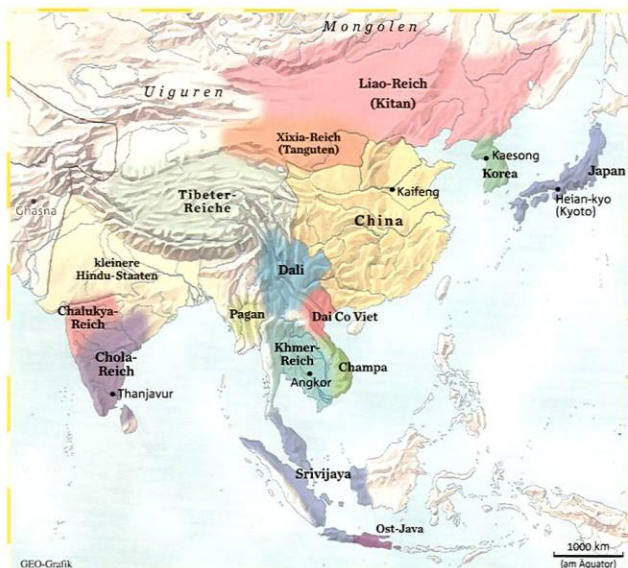 Mongolen
Uiguren
Liao-Reich
(Kitan)
Xixia-Reich
(Tanguten)
Kaesong
Korea
Japan
Heian-kyo
(Kyoto)
Kaifeng
China
Tibeter-
Reiche
Ghasna
kleinere
Hindu-Staaten
Dali
Chalukya-
Reich
Pagan
Dai Co Viet
Chola-
Reich
Khmer-
Reich
Champa
Angkor
Thanjavur
Srivijaya
Ost-Java
1000 km
(am Äquator)
GEO-Grafik